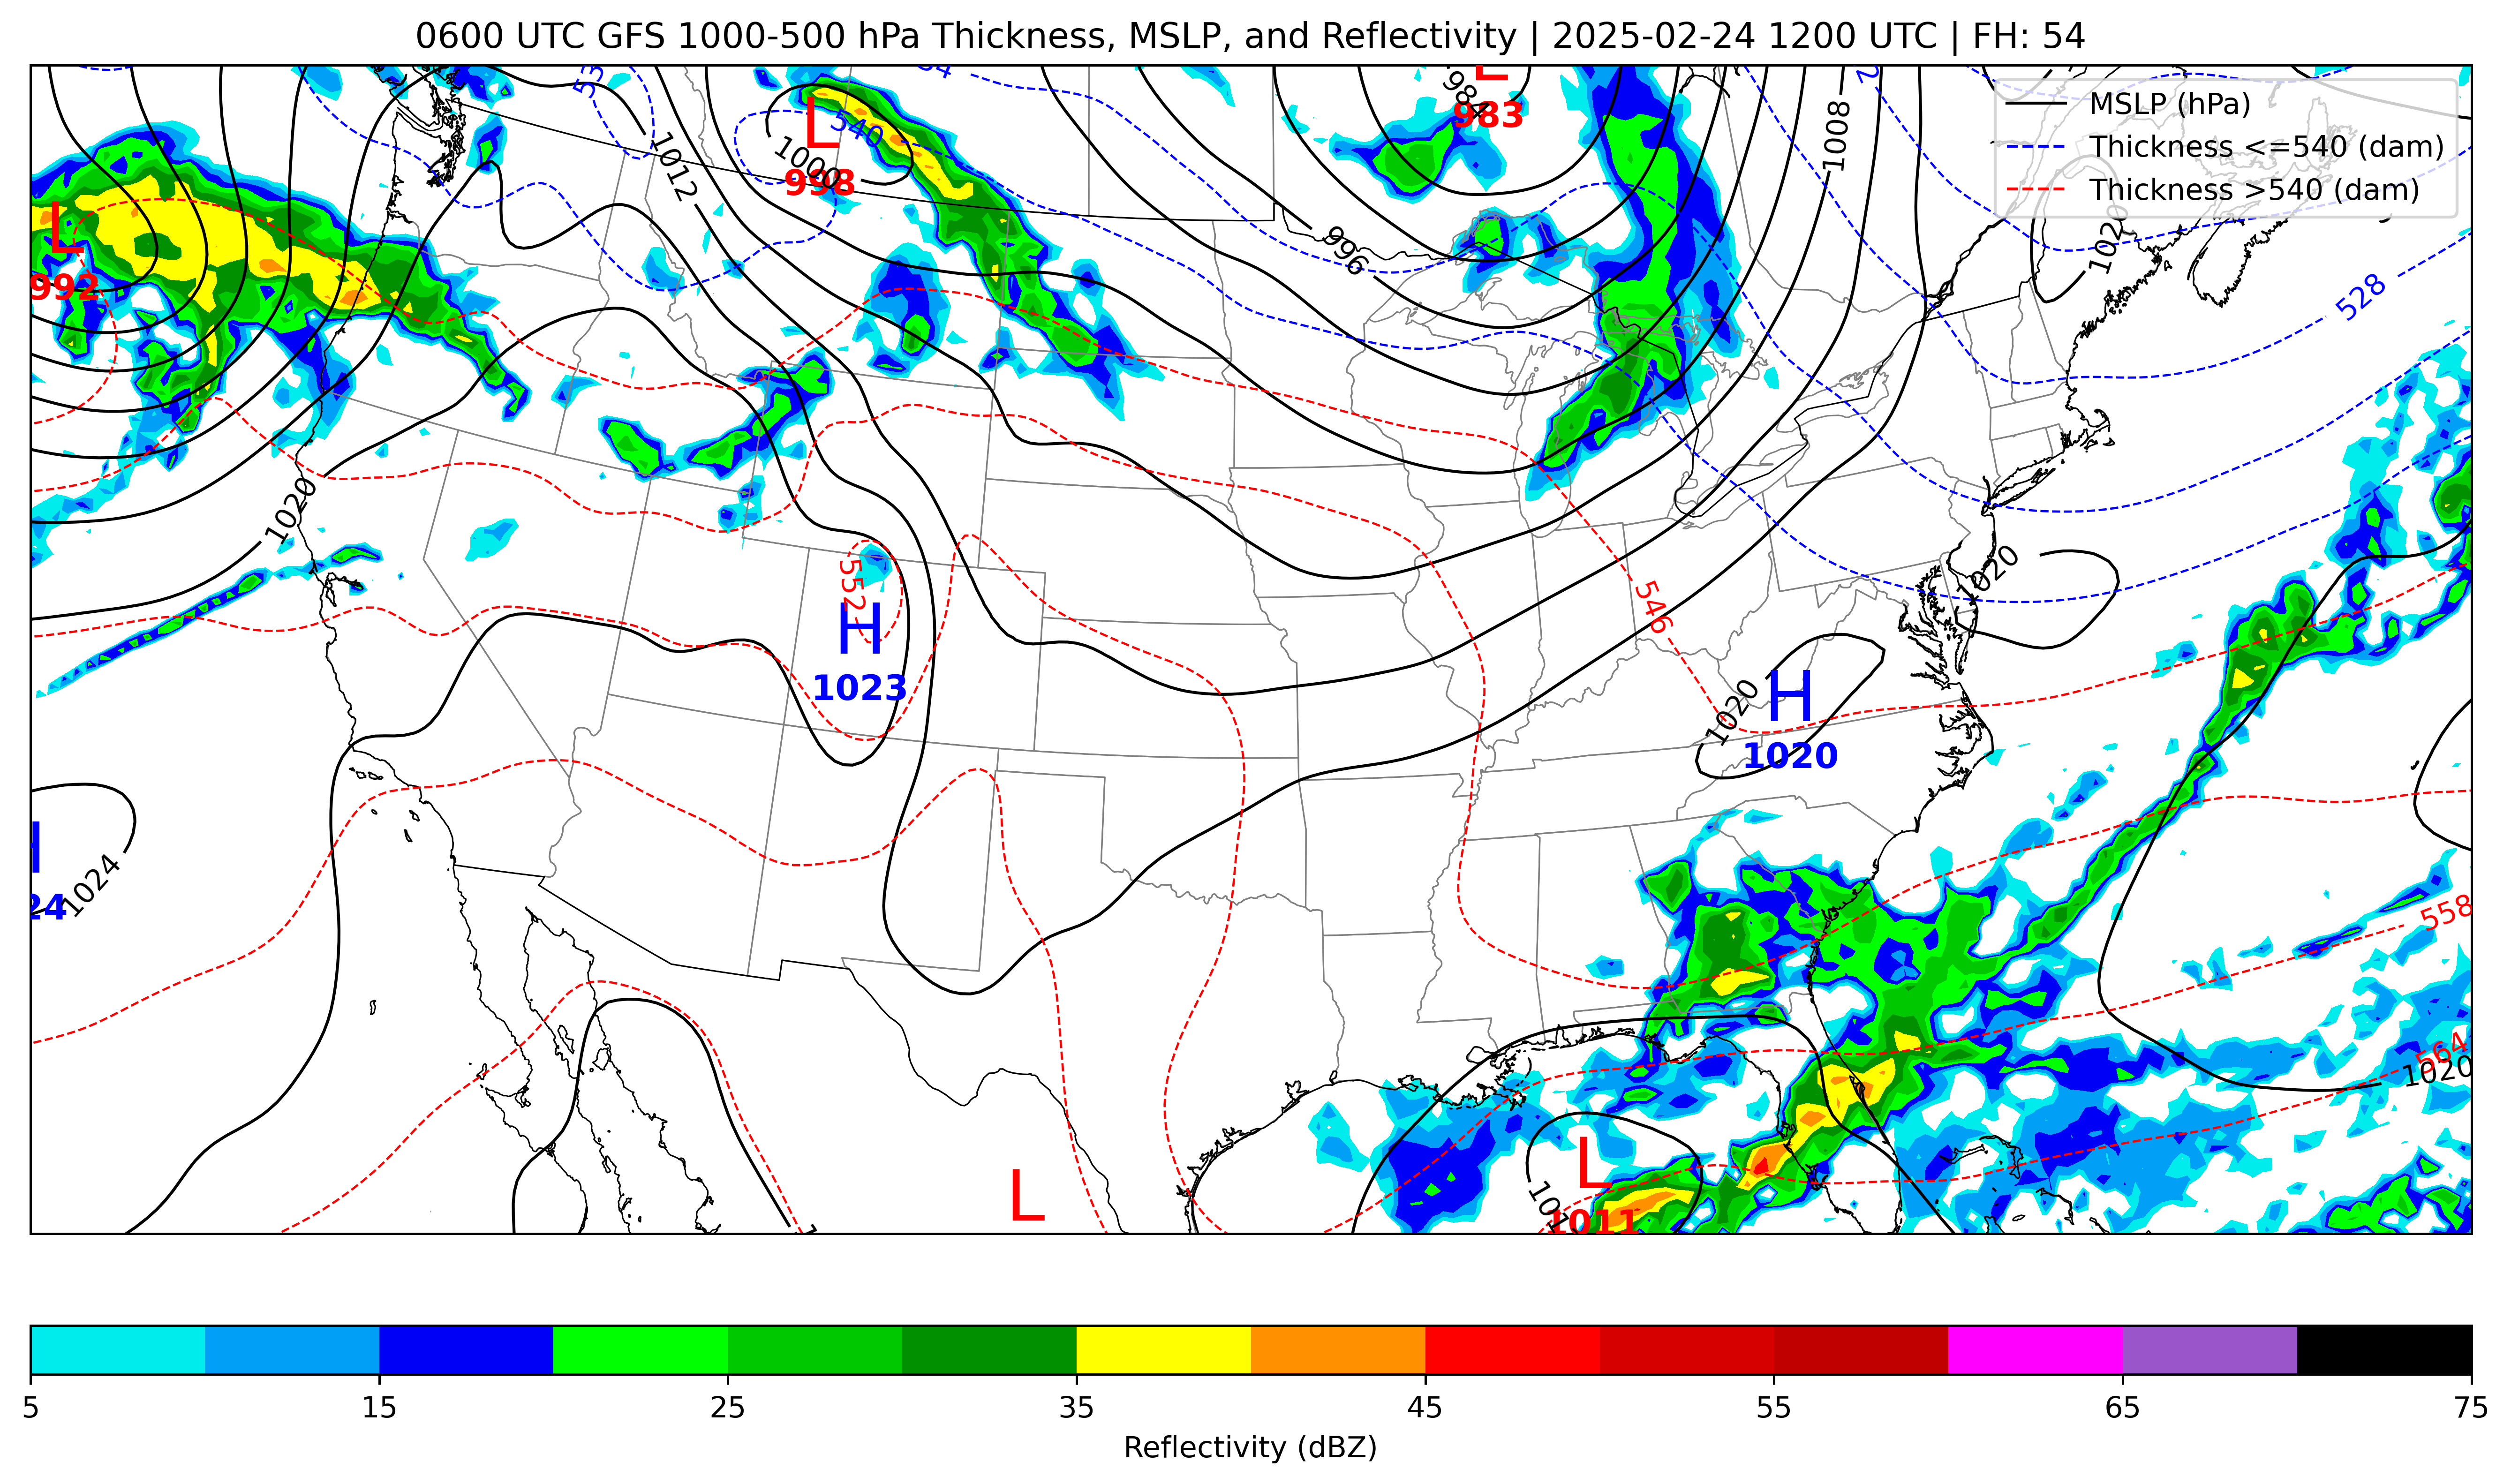 0600 UTC GFS 1000-500 hPa Thickness, MSLP, and Reflectivity | 2025-02-24 1200 UTC | FH: 54
MSLP (hPa)
Thickness <=540 (dam)
Thickness >540 (dam)
L
983
1008
L
998
540
1000
1012
L
992
996
1020
528
1020
1020
552
H
1023
546
1020
H
1020
H
24
1024
558
564
1020
L
L
1011
5
15
25
35
45
55
65
75
Reflectivity (dBZ)